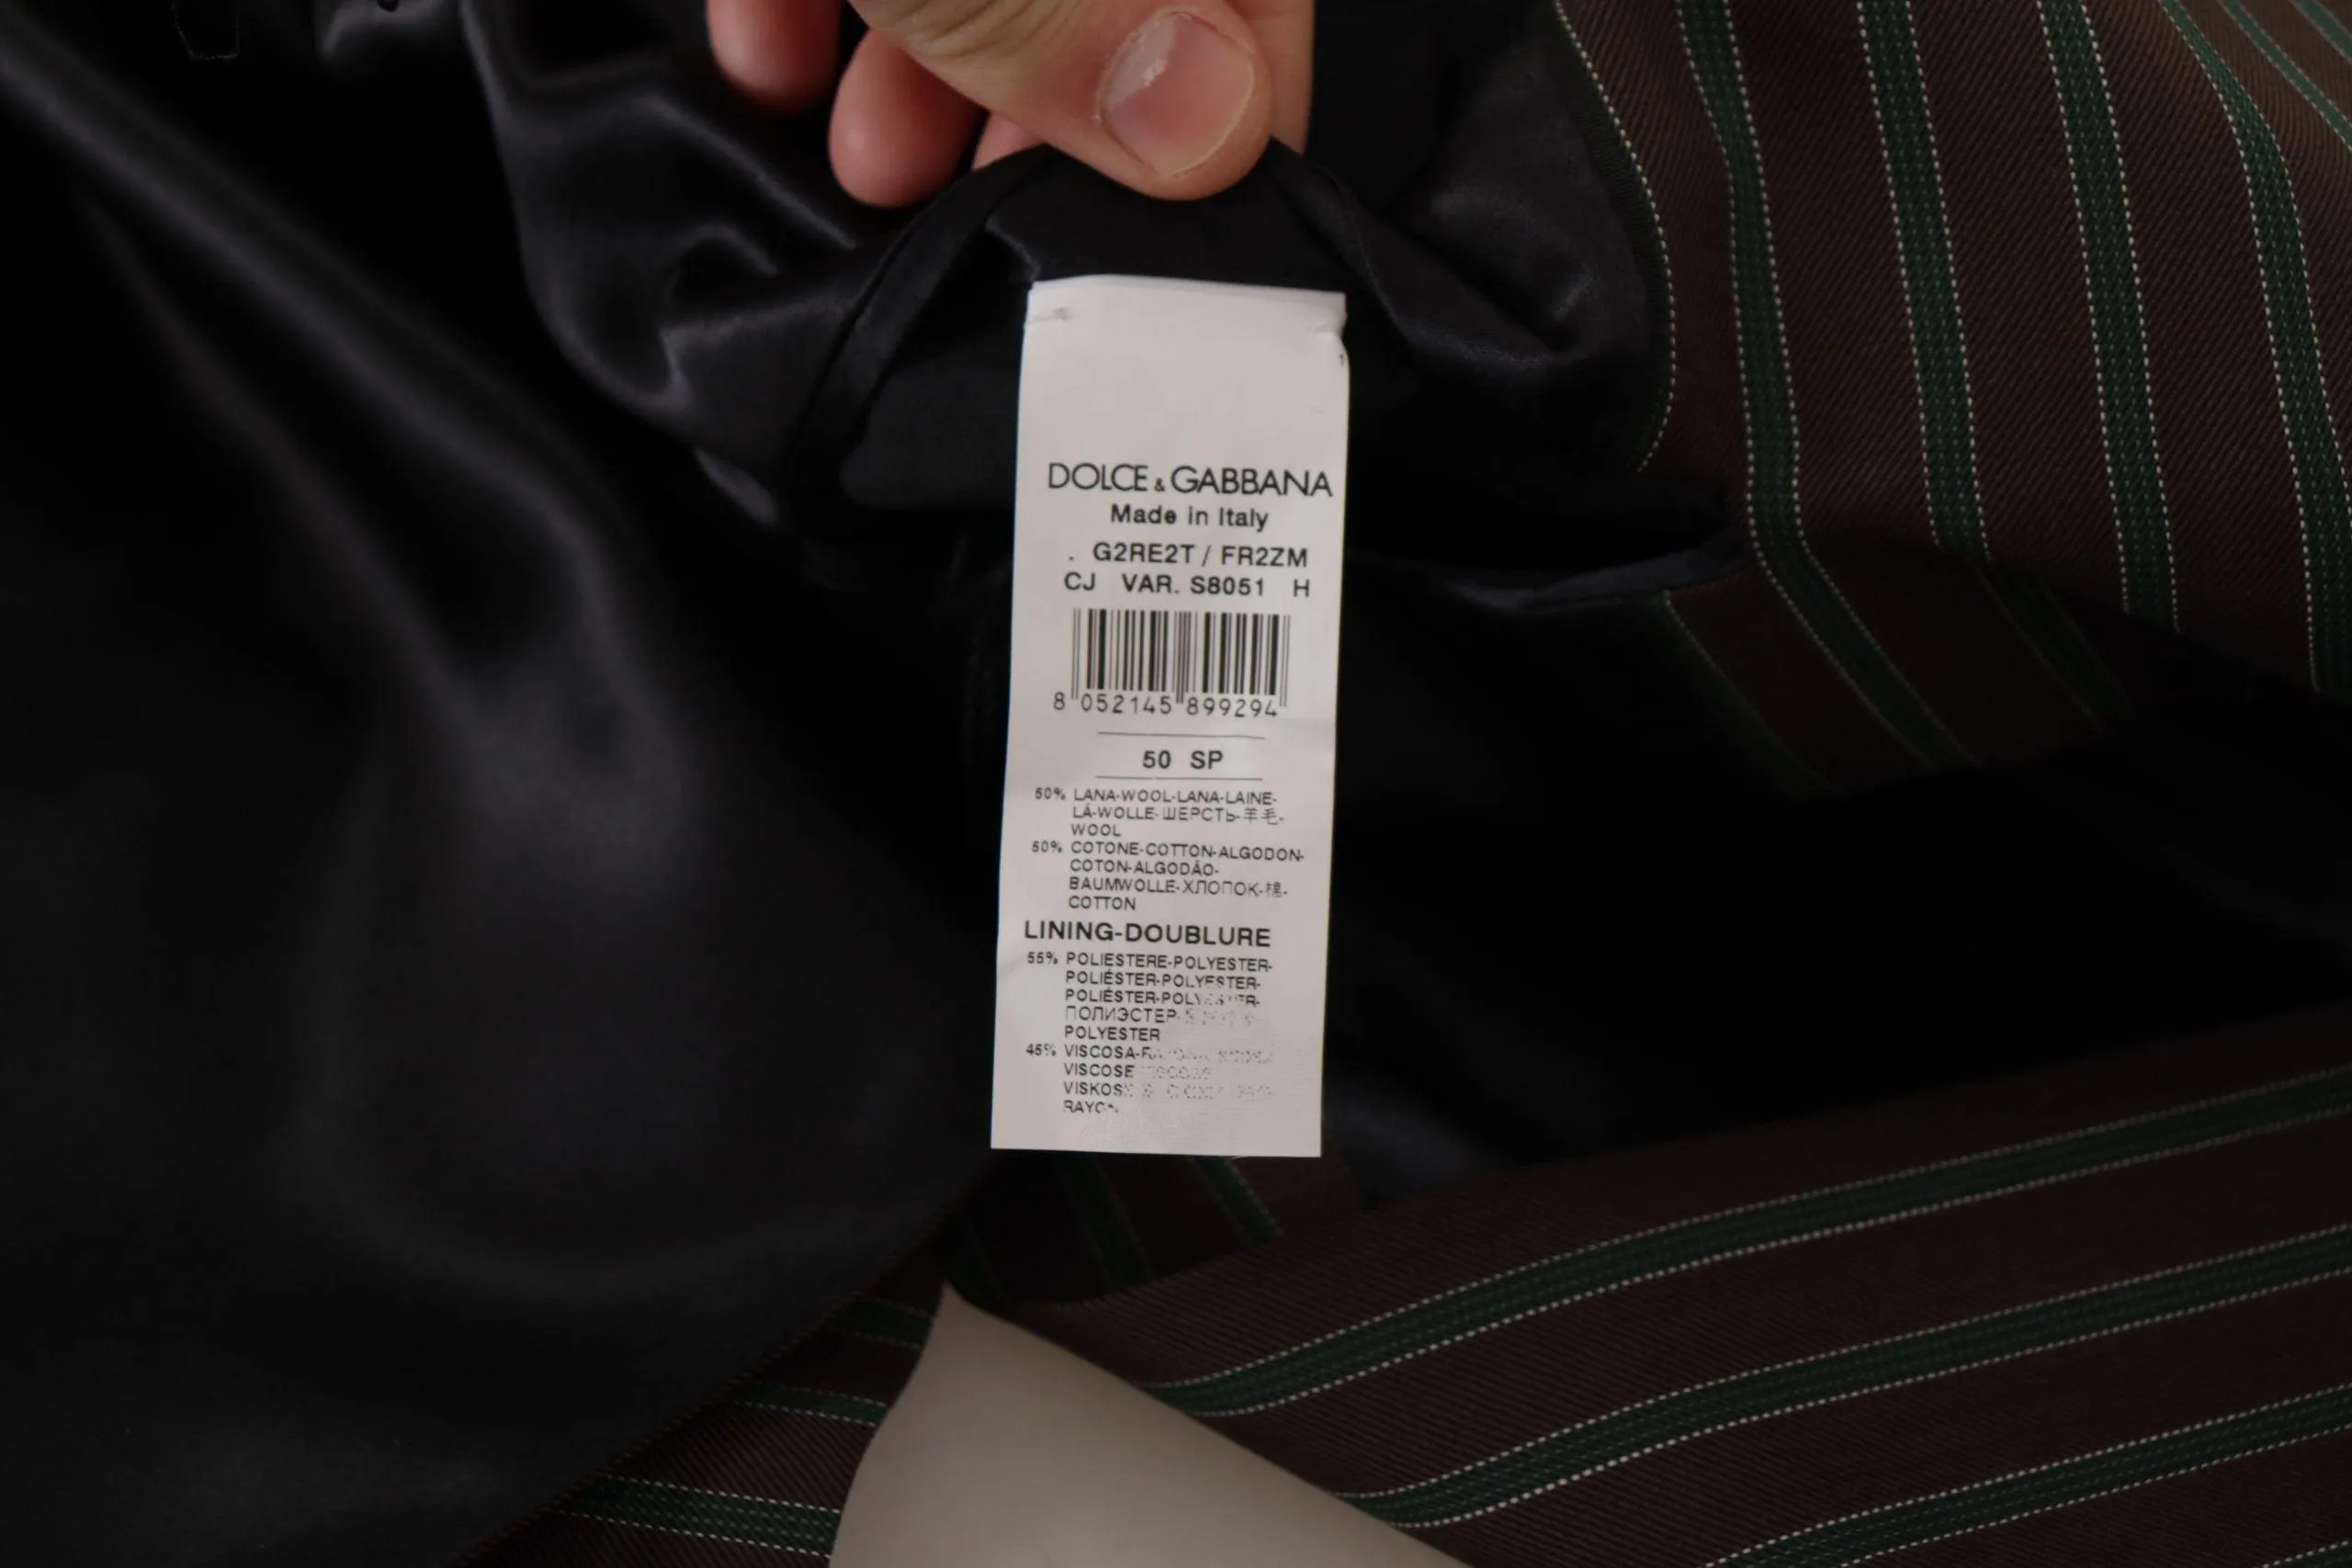 DOLCE & GABBANA
Made in Italy
. G2RE2T / FR2ZM
CJ VAR. S8051 H
8 052145 899294
50 SP
50% LANA-WOOL-LANA-LAINE-
LÃ-WOLLE-ШЕРСТЬ-羊毛-
WOOL
50% COTONE-COTTON-ALGODON-
COTON-ALGODÃO-
BAUMWOLLE-ХЛОПОК-棉-
COTTON
LINING-DOUBLURE
55% POLIESTERE-POLYESTER-
POLIÉSTER-POLYESTER-
POLIÉSTER-POLYESTER-
ПОЛИЭСТЕР-
POLYESTER
45% VISCOSA-
VISCOSE